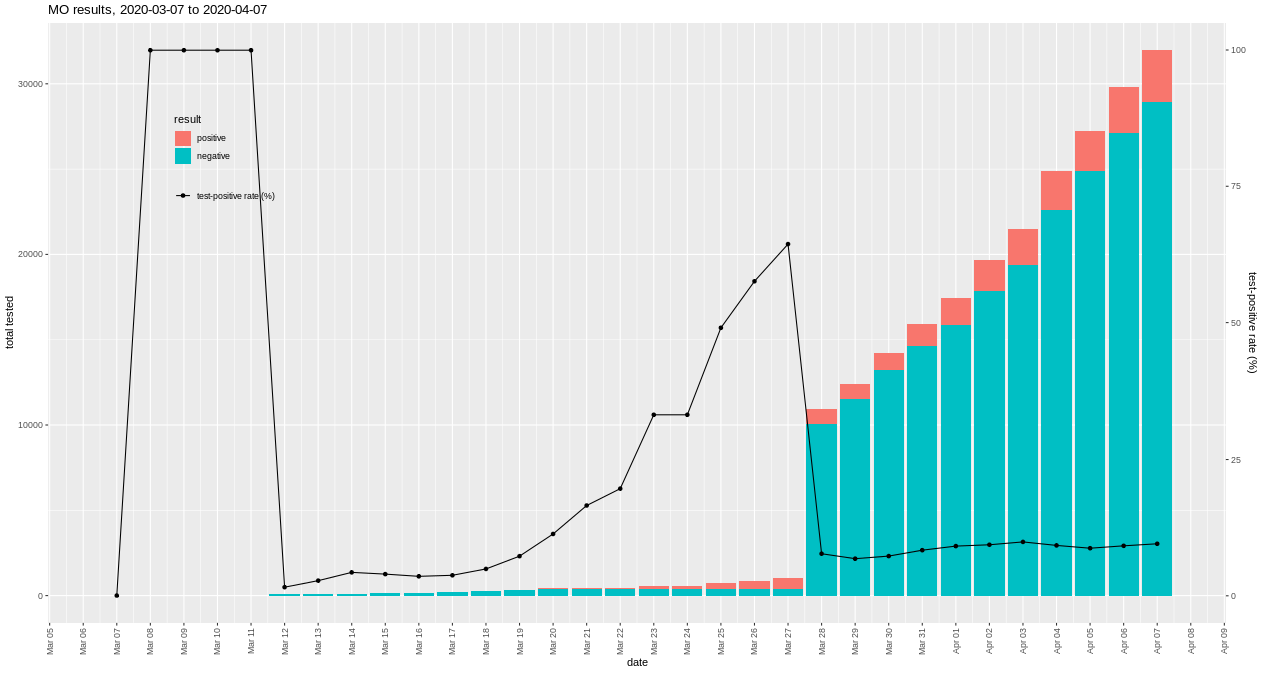 MO results, 2020-03-07 to 2020-04-07
total tested
30000
20000
10000
0
result
positive
negative
test-positive rate (%)
100
75
50
25
0
test-positive rate (%)
Mar 05
Mar 06
Mar 07
Mar 08
Mar 09
Mar 10
Mar 11
Mar 12
Mar 13
Mar 14
Mar 15
Mar 16
Mar 17
Mar 18
Mar 19
Mar 20
Mar 21
Mar 22
Mar 23
Mar 24
Mar 25
Mar 26
Mar 27
Mar 28
Mar 29
Mar 30
Mar 31
Apr 01
Apr 02
Apr 03
Apr 04
Apr 05
Apr 06
Apr 07
Apr 08
Apr 09
date